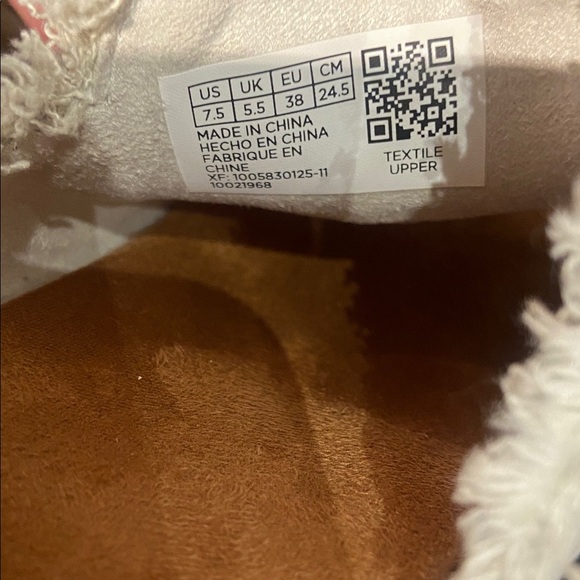 US UK EU CM
7.5 5.5 38 24.5
MADE IN CHINA
HECHO EN CHINA
FABRIQUE EN
CHINE
XF: 1005830125-11
10021968
TEXTILE
UPPER